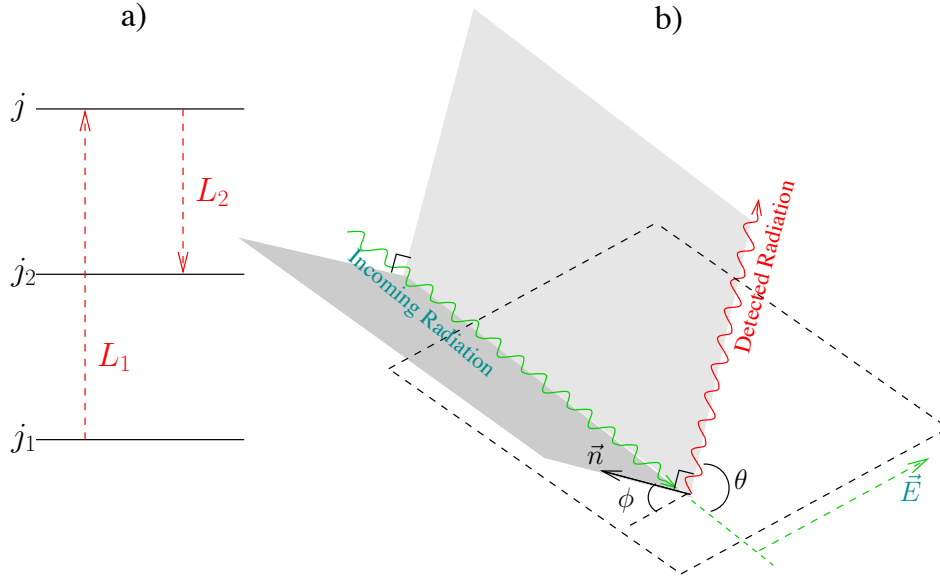 a)
b)
j
L₂
j₂
L₁
j₁
Incoming Radiation
Detected Radiation
n⃗
ϕ
θ
E⃗